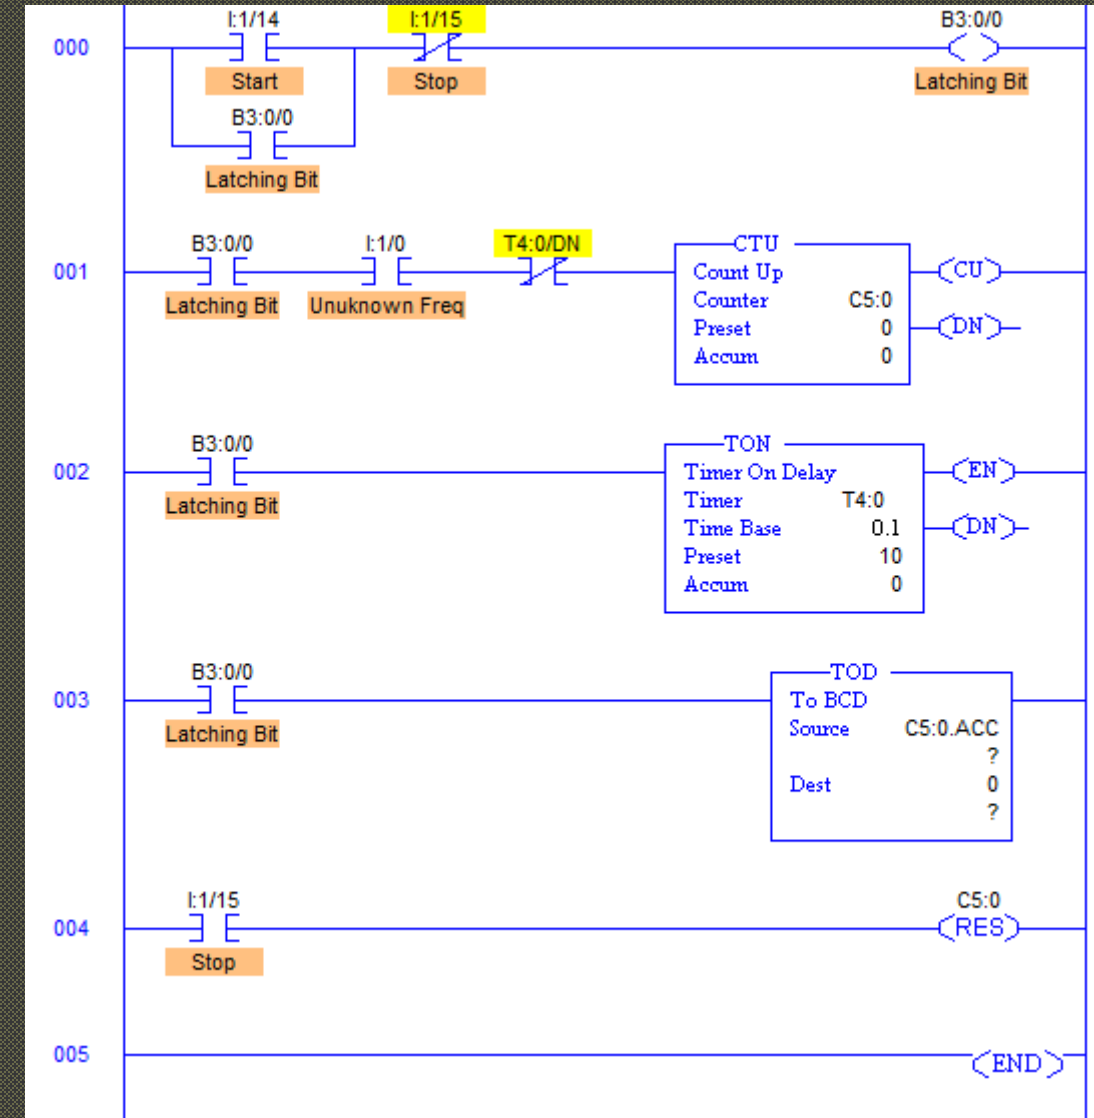 I:1/14 I:1/15 B3:0/0
000
Start Stop Latching Bit
B3:0/0
Latching Bit
B3:0/0 I:1/0 T4:0/DN CTU
001 Count Up CU
Latching Bit Unuknown Freq Counter C5:0
Preset 0 DN
Accum 0
B3:0/0 TON
002 Timer On Delay EN
Latching Bit Timer T4:0
Time Base 0.1 DN
Preset 10
Accum 0
B3:0/0 TOD
003 To BCD
Latching Bit Source C5:0.ACC
?
Dest 0
?
I:1/15 C5:0
004 RES
Stop
005 END